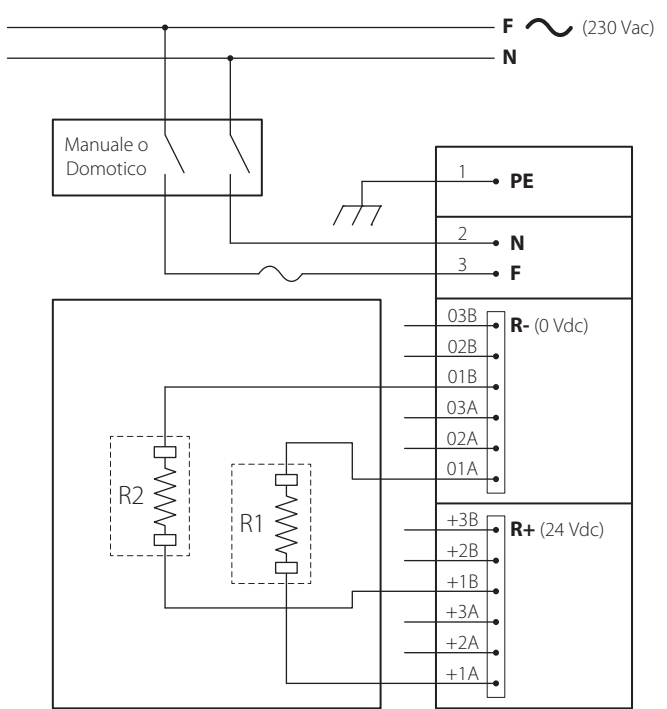 F (230 Vac)
N
Manuale o
Domotico
1 PE
2 N
3 F
03B R- (0 Vdc)
02B
01B
03A
02A
01A
R2
R1
+3B R+ (24 Vdc)
+2B
+1B
+3A
+2A
+1A